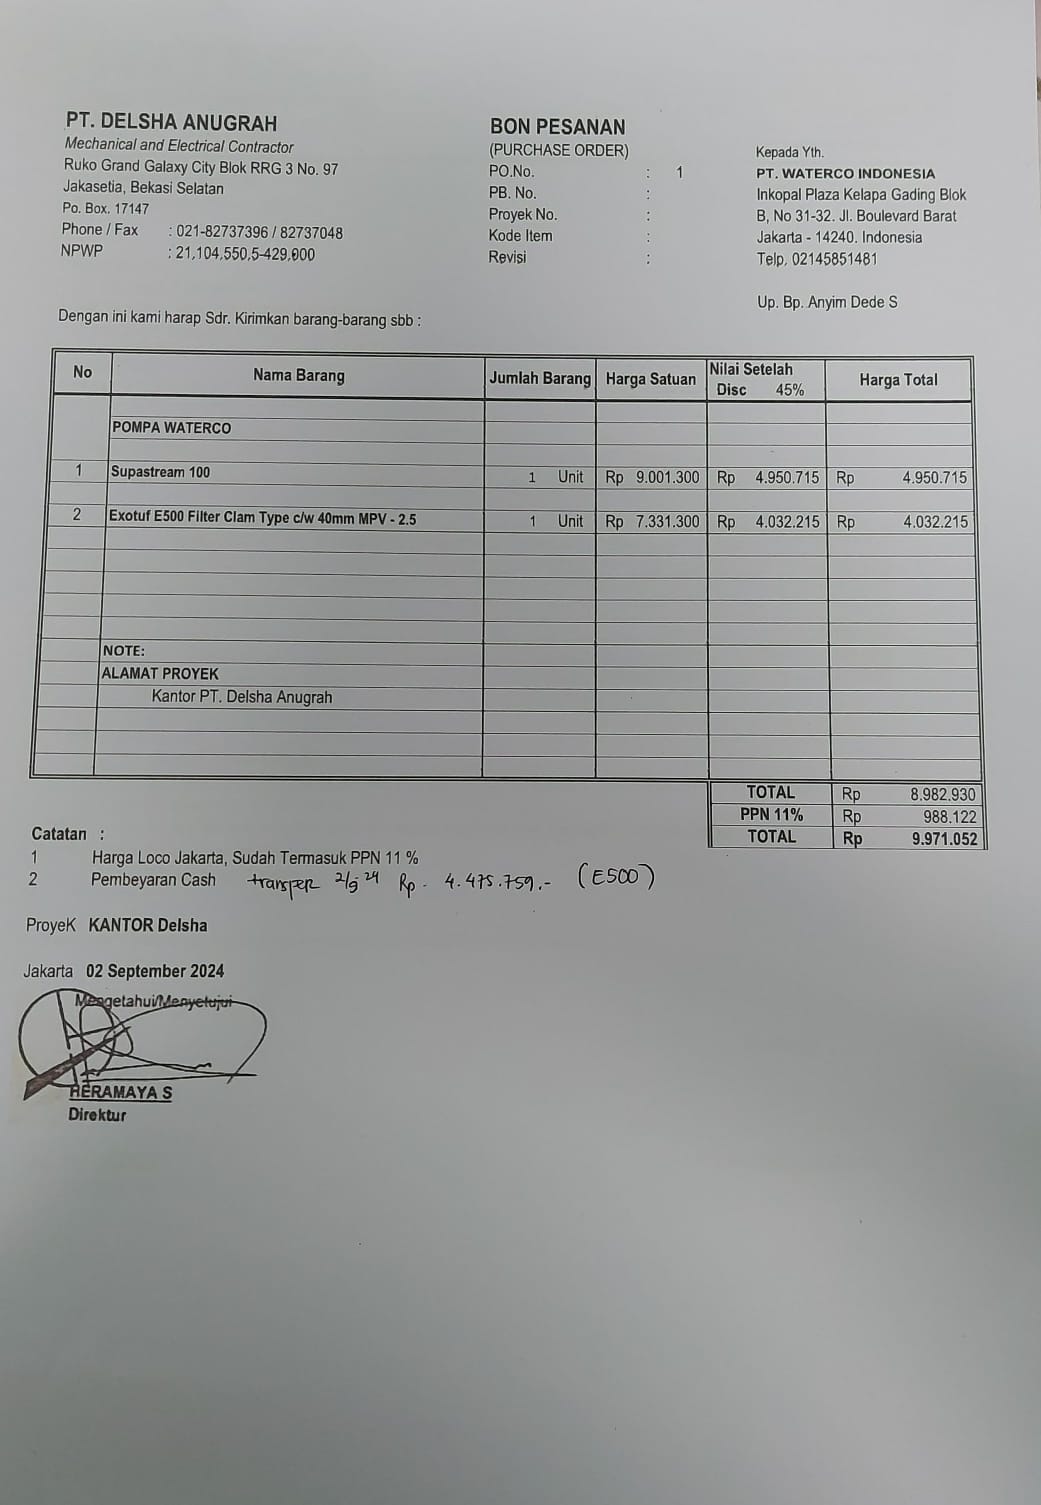 PT. DELSHA ANUGRAH
Mechanical and Electrical Contractor
Ruko Grand Galaxy City Blok RRG 3 No. 97
Jakasetia, Bekasi Selatan
Po. Box. 17147
Phone / Fax : 021-82737396 / 82737048
NPWP : 21,104,550,5-429,000
BON PESANAN
(PURCHASE ORDER)
PO.No. : 1
PB. No. :
Proyek No. :
Kode Item :
Revisi :
Kepada Yth.
PT. WATERCO INDONESIA
Inkopal Plaza Kelapa Gading Blok
B, No 31-32. Jl. Boulevard Barat
Jakarta - 14240. Indonesia
Telp. 02145851481
Up. Bp. Anyim Dede S
Dengan ini kami harap Sdr. Kirimkan barang-barang sbb :
No Nama Barang Jumlah Barang Harga Satuan Nilai Setelah Disc 45% Harga Total
POMPA WATERCO
1 Supastream 100 1 Unit Rp 9.001.300 Rp 4.950.715 Rp 4.950.715
2 Exotuf E500 Filter Clam Type c/w 40mm MPV - 2.5 1 Unit Rp 7.331.300 Rp 4.032.215 Rp 4.032.215
NOTE:
ALAMAT PROYEK
Kantor PT. Delsha Anugrah
TOTAL Rp 8.982.930
PPN 11% Rp 988.122
TOTAL Rp 9.971.052
Catatan :
1 Harga Loco Jakarta, Sudah Termasuk PPN 11 %
2 Pembeyaran Cash transfer 2/9 24 Rp. 4.475.759.- (E500)
ProyeK KANTOR Delsha
Jakarta 02 September 2024
Mengetahui/Menyetujui
HERAMAYA S
Direktur